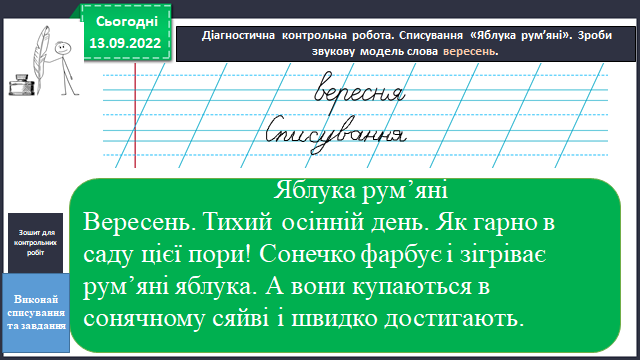 Сьогодні
13.09.2022
Діагностична контрольна робота. Списування «Яблука рум’яні». Зроби
звукову модель слова вересень.
вересня
Списування
Яблука рум’яні
Вересень. Тихий осінній день. Як гарно в
саду цієї пори! Сонечко фарбує і зігріває
рум’яні яблука. А вони купаються в
сонячному сяйві і швидко достигають.
Зошит для
контрольних
робіт
Виконай
списування
та завдання